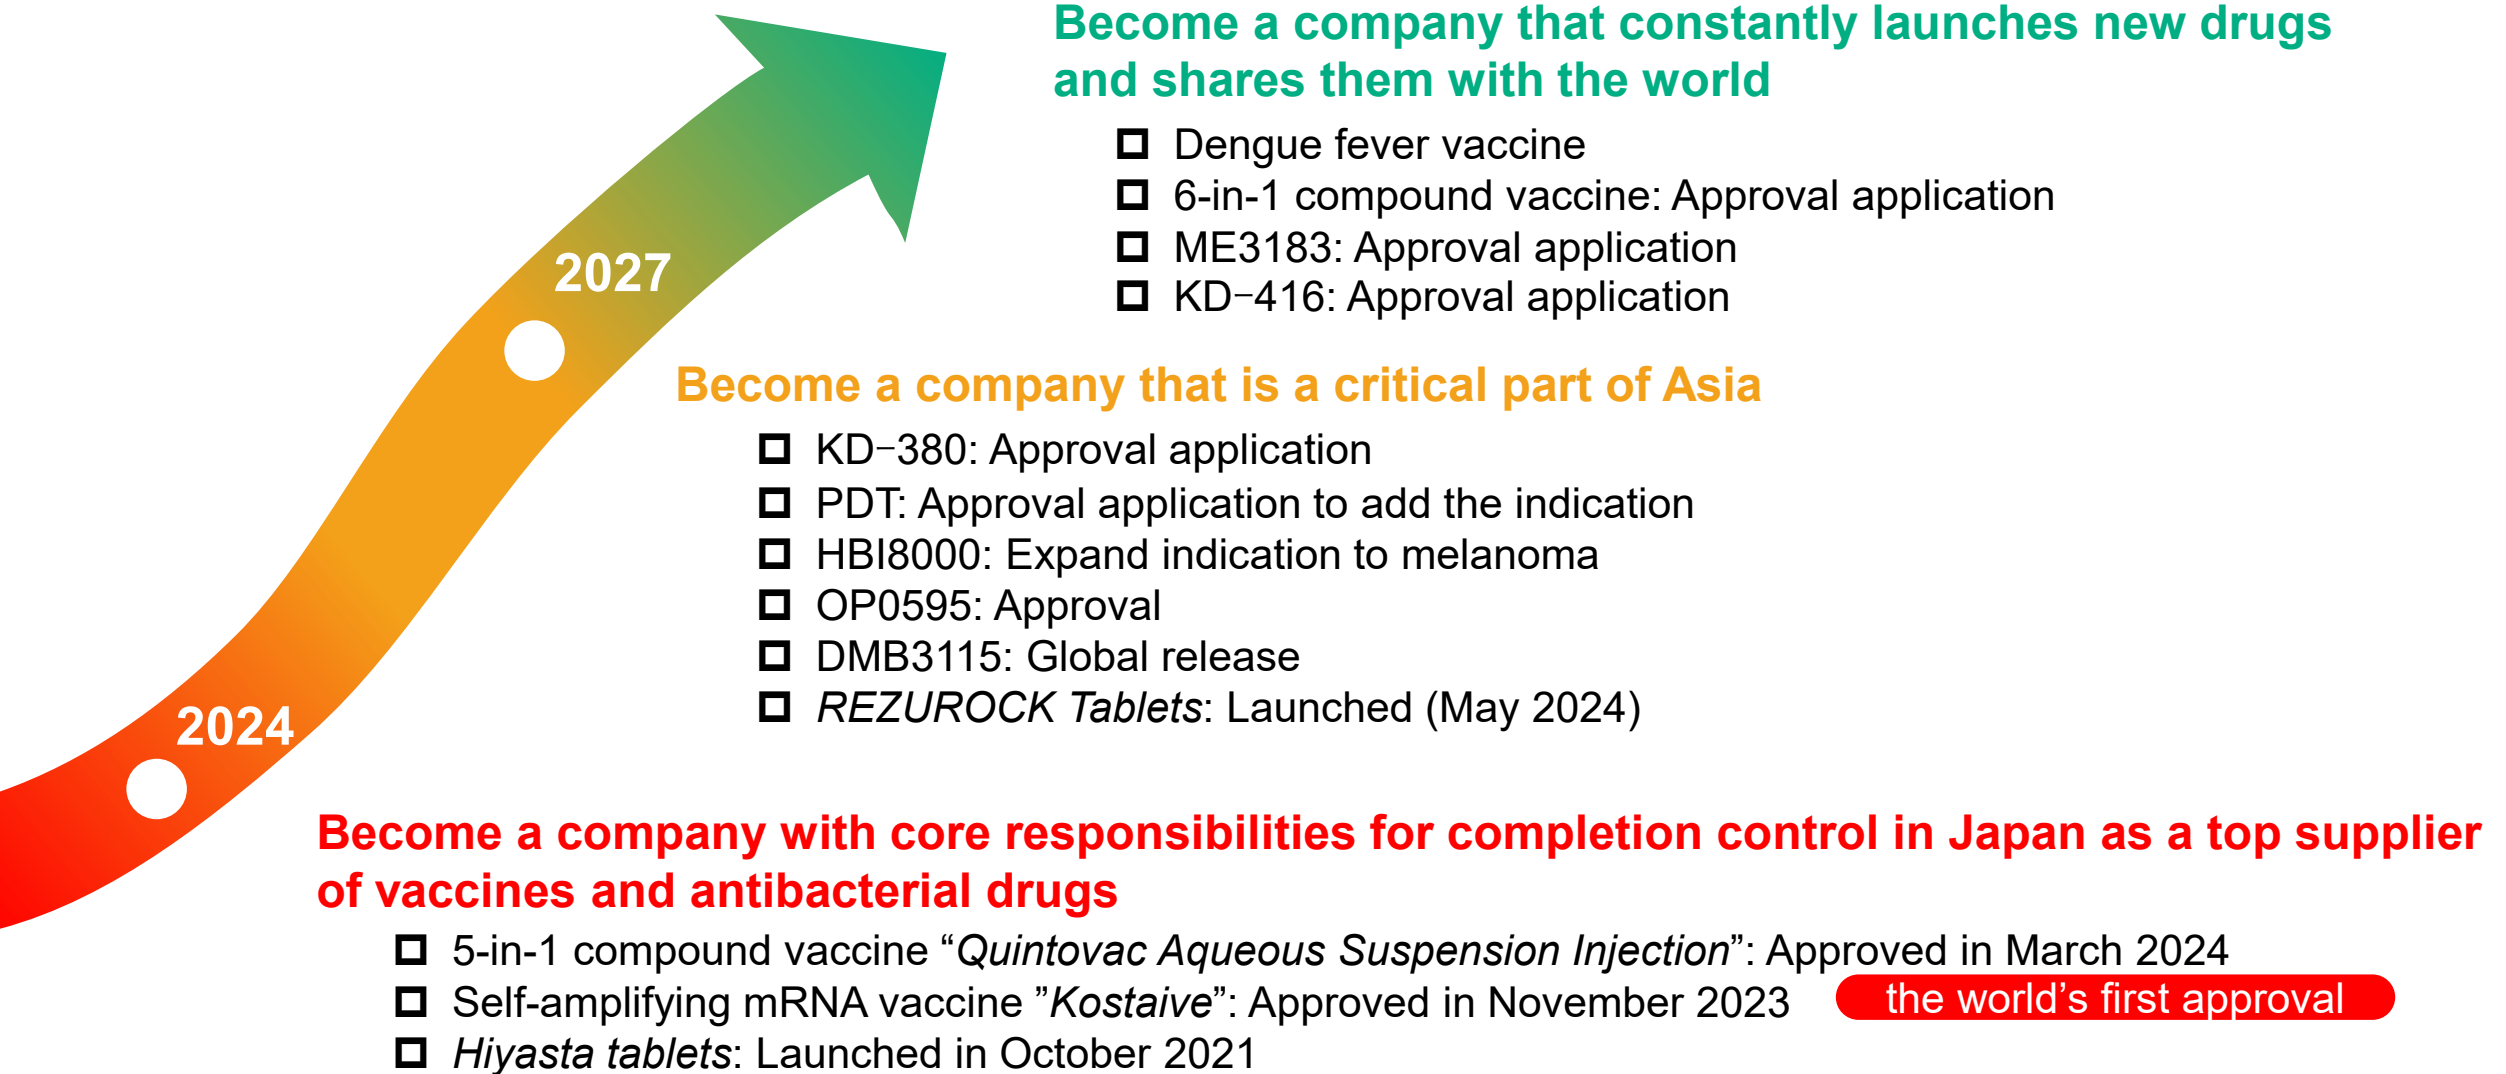 Become a company that constantly launches new drugs
and shares them with the world
Dengue fever vaccine
6-in-1 compound vaccine: Approval application
ME3183: Approval application
KD−416: Approval application
2027
Become a company that is a critical part of Asia
KD−380: Approval application
PDT: Approval application to add the indication
HBI8000: Expand indication to melanoma
OP0595: Approval
DMB3115: Global release
REZUROCK Tablets: Launched (May 2024)
2024
Become a company with core responsibilities for completion control in Japan as a top supplier
of vaccines and antibacterial drugs
5-in-1 compound vaccine “Quintovac Aqueous Suspension Injection”: Approved in March 2024
Self-amplifying mRNA vaccine ”Kostaive”: Approved in November 2023
the world’s first approval
Hiyasta tablets: Launched in October 2021